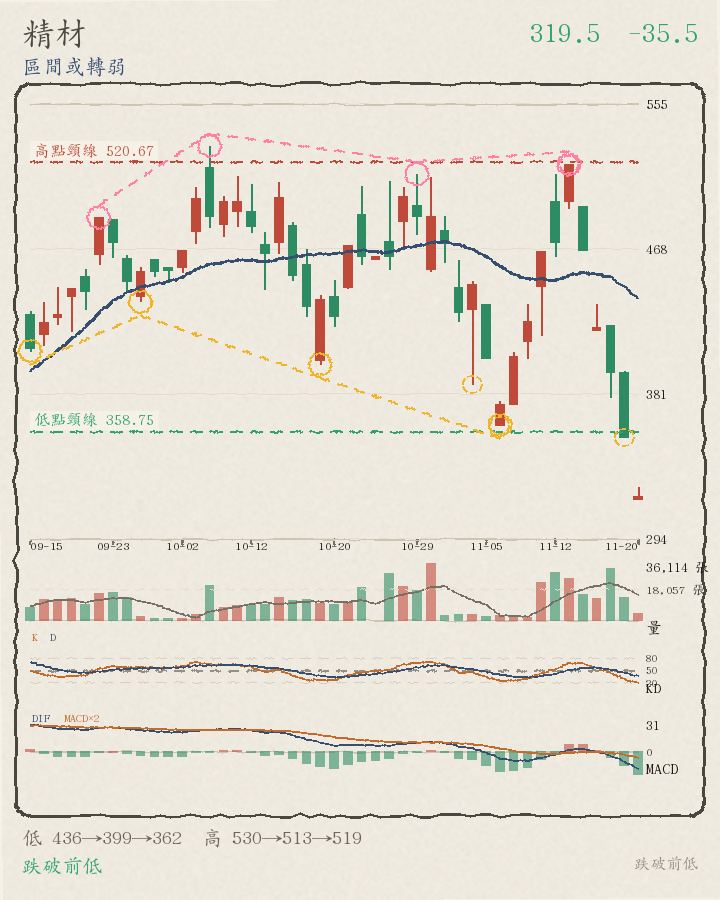 精材
319.5 -35.5
區間或轉弱
555
高點頸線 520.67
468
381
低點頸線 358.75
294
09-15 09-23 10-02 10-12 10-20 10-29 11-05 11-12 11-20
36,114 張
18,057 張
量
K D
80
50
20
KD
DIF MACD×2
31
0
MACD
低 436→399→362 高 530→513→519
跌破前低
跌破前低